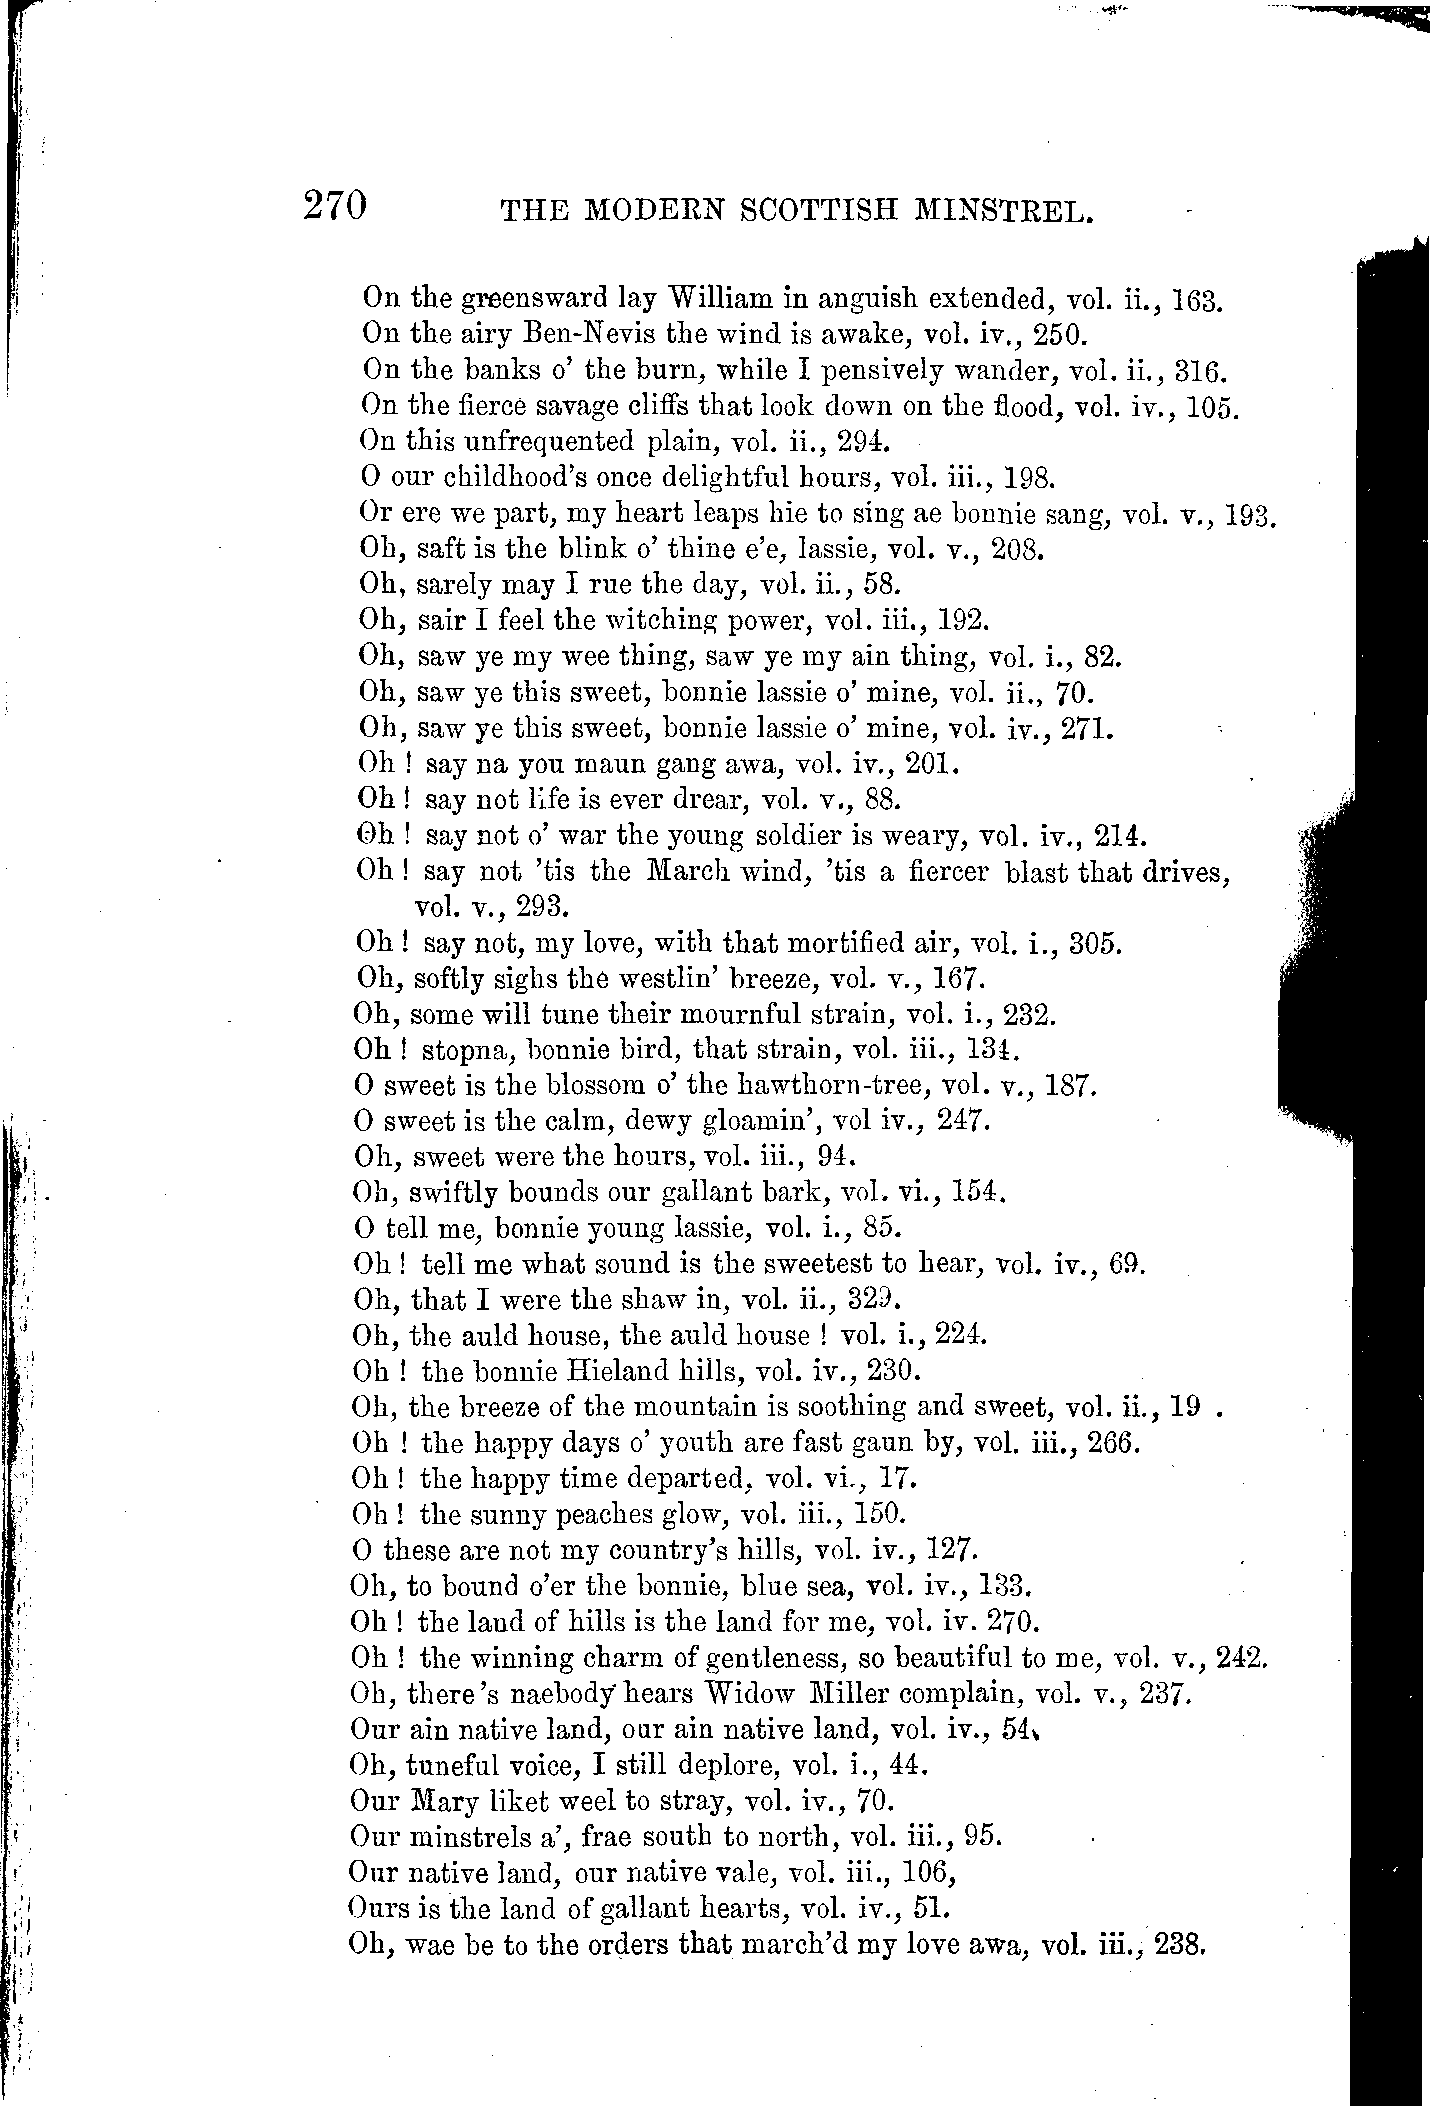 270 THE MODERN SCOTTISH MINSTREL.
On the greensward lay William in anguish extended, vol. ii., 163.
On the airy Ben-Nevis the wind is awake, vol. iv., 250.
On the banks o' the burn, while I pensively wander, vol. ii., 316.
On the fierce savage cliffs that look down on the flood, vol. iv., 105.
On this unfrequented plain, vol. ii., 294.
O our childhood's once delightful hours, vol. iii., 198.
Or ere we part, my heart leaps hie to sing ae bonnie sang, vol. v., 193.
Oh, saft is the blink o' thine e'e, lassie, vol. v., 208.
Oh, sarely may I rue the day, vol. ii., 58.
Oh, sair I feel the witching power, vol. iii., 192.
Oh, saw ye my wee thing, saw ye my ain thing, vol. i., 82.
Oh, saw ye this sweet, bonnie lassie o' mine, vol. ii., 70.
Oh, saw ye this sweet, bonnie lassie o' mine, vol. iv., 271.
Oh ! say na you maun gang awa, vol. iv., 201.
Oh ! say not life is ever drear, vol. v., 88.
Oh ! say not o' war the young soldier is weary, vol. iv., 214.
Oh ! say not 'tis the March wind, 'tis a fiercer blast that drives,
vol. v., 293.
Oh ! say not, my love, with that mortified air, vol. i., 305.
Oh, softly sighs the westlin' breeze, vol. v., 167.
Oh, some will tune their mournful strain, vol. i., 232.
Oh ! stopna, bonnie bird, that strain, vol. iii., 134.
O sweet is the blossom o' the hawthorn-tree, vol. v., 187.
O sweet is the calm, dewy gloamin', vol iv., 247.
Oh, sweet were the hours, vol. iii., 94.
Oh, swiftly bounds our gallant bark, vol. vi., 154.
O tell me, bonnie young lassie, vol. i., 85.
Oh ! tell me what sound is the sweetest to hear, vol. iv., 69.
Oh, that I were the shaw in, vol. ii., 329.
Oh, the auld house, the auld house ! vol. i., 224.
Oh ! the bonnie Hieland hills, vol. iv., 230.
Oh, the breeze of the mountain is soothing and sweet, vol. ii., 19 .
Oh ! the happy days o' youth are fast gaun by, vol. iii., 266.
Oh ! the happy time departed, vol. vi., 17.
Oh ! the sunny peaches glow, vol. iii., 150.
O these are not my country's hills, vol. iv., 127.
Oh, to bound o'er the bonnie, blue sea, vol. iv., 133.
Oh ! the land of hills is the land for me, vol. iv. 270.
Oh ! the winning charm of gentleness, so beautiful to me, vol. v., 242.
Oh, there's naebody hears Widow Miller complain, vol. v., 237.
Our ain native land, our ain native land, vol. iv., 54.
Oh, tuneful voice, I still deplore, vol. i., 44.
Our Mary liket weel to stray, vol. iv., 70.
Our minstrels a', frae south to north, vol. iii., 95.
Our native land, our native vale, vol. iii., 106,
Ours is the land of gallant hearts, vol. iv., 51.
Oh, wae be to the orders that march'd my love awa, vol. iii., 238.